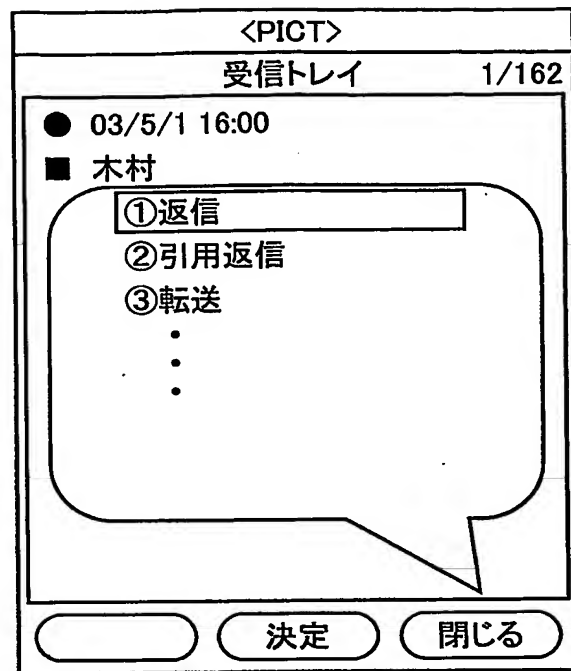 <PICT>
受信トレイ 1/162
● 03/5/1 16:00
■ 木村
①返信
②引用返信
③転送
・
・
・
決定 閉じる